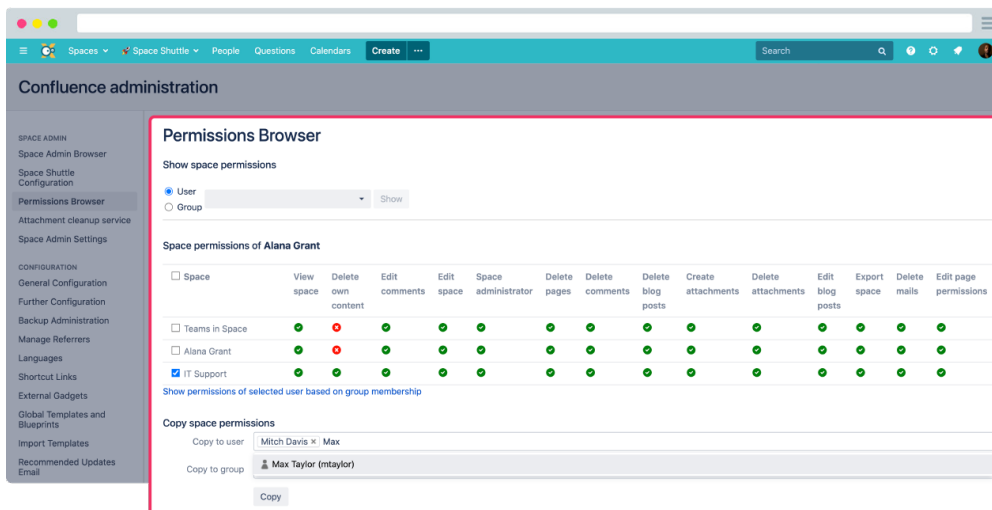 Spaces Space Shuttle People Questions Calendars Create ··· Search
Confluence administration
SPACE ADMIN
Space Admin Browser
Space Shuttle
Configuration
Permissions Browser
Attachment cleanup service
Space Admin Settings
CONFIGURATION
General Configuration
Further Configuration
Backup Administration
Manage Referrers
Languages
Shortcut Links
External Gadgets
Global Templates and
Blueprints
Import Templates
Recommended Updates
Email
Permissions Browser
Show space permissions
User
Group
Show
Space permissions of Alana Grant
Space
View
space
Delete
own
content
Edit
comments
Edit
space
Space
administrator
Delete
pages
Delete
comments
Delete
blog
posts
Create
attachments
Delete
attachments
Edit
blog
posts
Export
space
Delete
mails
Edit page
permissions
Teams in Space
Alana Grant
IT Support
Show permissions of selected user based on group membership
Copy space permissions
Copy to user Mitch Davis × Max
Max Taylor (mtaylor)
Copy to group
Copy